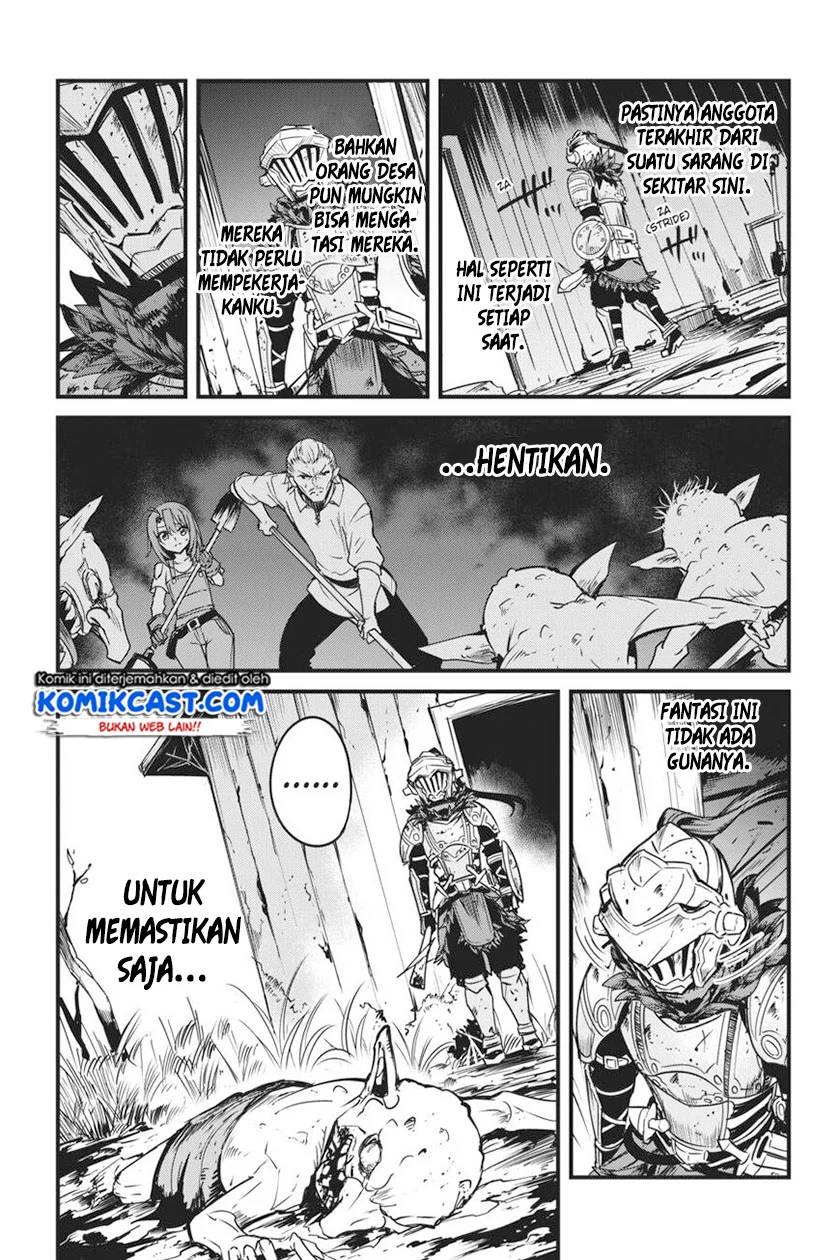 PASTINYA ANGGOTA
TERAKHIR DARI
SUATU SARANG DI
SEKITAR SINI.
ZA
ZA
(STRIDE)
HAL SEPERTI
INI TERJADI
SETIAP
SAAT.
BAHKAN
ORANG DESA
PUN MUNGKIN
BISA MENGA-
TASI MEREKA.
MEREKA
TIDAK PERLU
MEMPEKERJA-
KANKU.
...HENTIKAN.
Komik ini diterjemahkan & diedit oleh
KOMIKCAST.COM
BUKAN WEB LAIN!!
FANTASI INI
TIDAK ADA
GUNANYA.
......
UNTUK
MEMASTIKAN
SAJA...